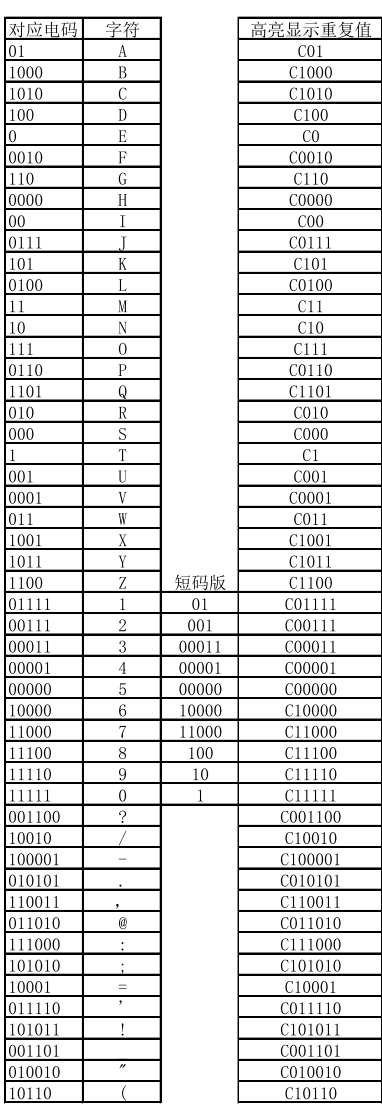 对应电码 字符 高亮显示重复值
01 A C01
1000 B C1000
1010 C C1010
100 D C100
0 E C0
0010 F C0010
110 G C110
0000 H C0000
00 I C00
0111 J C0111
101 K C101
0100 L C0100
11 M C11
10 N C10
111 O C111
0110 P C0110
1101 Q C1101
010 R C010
000 S C000
1 T C1
001 U C001
0001 V C0001
011 W C011
1001 X C1001
1011 Y C1011
1100 Z 短码版 C1100
01111 1 01 C01111
00111 2 001 C00111
00011 3 00011 C00011
00001 4 00001 C00001
00000 5 00000 C00000
10000 6 10000 C10000
11000 7 11000 C11000
11100 8 100 C11100
11110 9 10 C11110
11111 0 1 C11111
001100 ? C001100
10010 / C10010
100001 - C100001
010101 . C010101
110011 , C110011
011010 @ C011010
111000 : C111000
101010 ; C101010
10001 = C10001
011110 ' C011110
101011 ! C101011
001101 _ C001101
010010 " C010010
10110 ( C10110